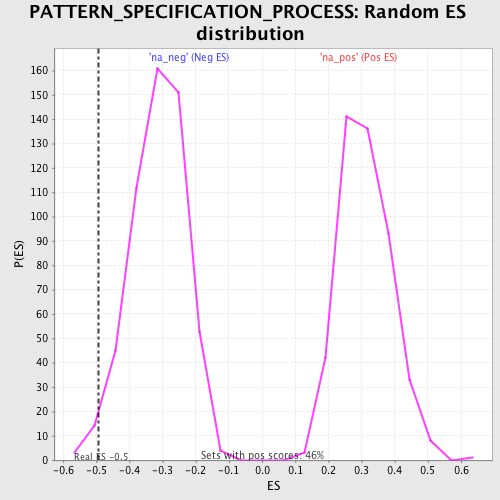 PATTERN_SPECIFICATION_PROCESS: Random ES
distribution
'na_neg' (Neg ES)
'na_pos' (Pos ES)
160
150
140
130
120
110
100
90
80
70
60
50
40
30
20
10
0
P(ES)
Real ES -0.5
Sets with pos scores: 46%
-0.6 -0.5 -0.4 -0.3 -0.2 -0.1 0.0 0.1 0.2 0.3 0.4 0.5 0.6
ES